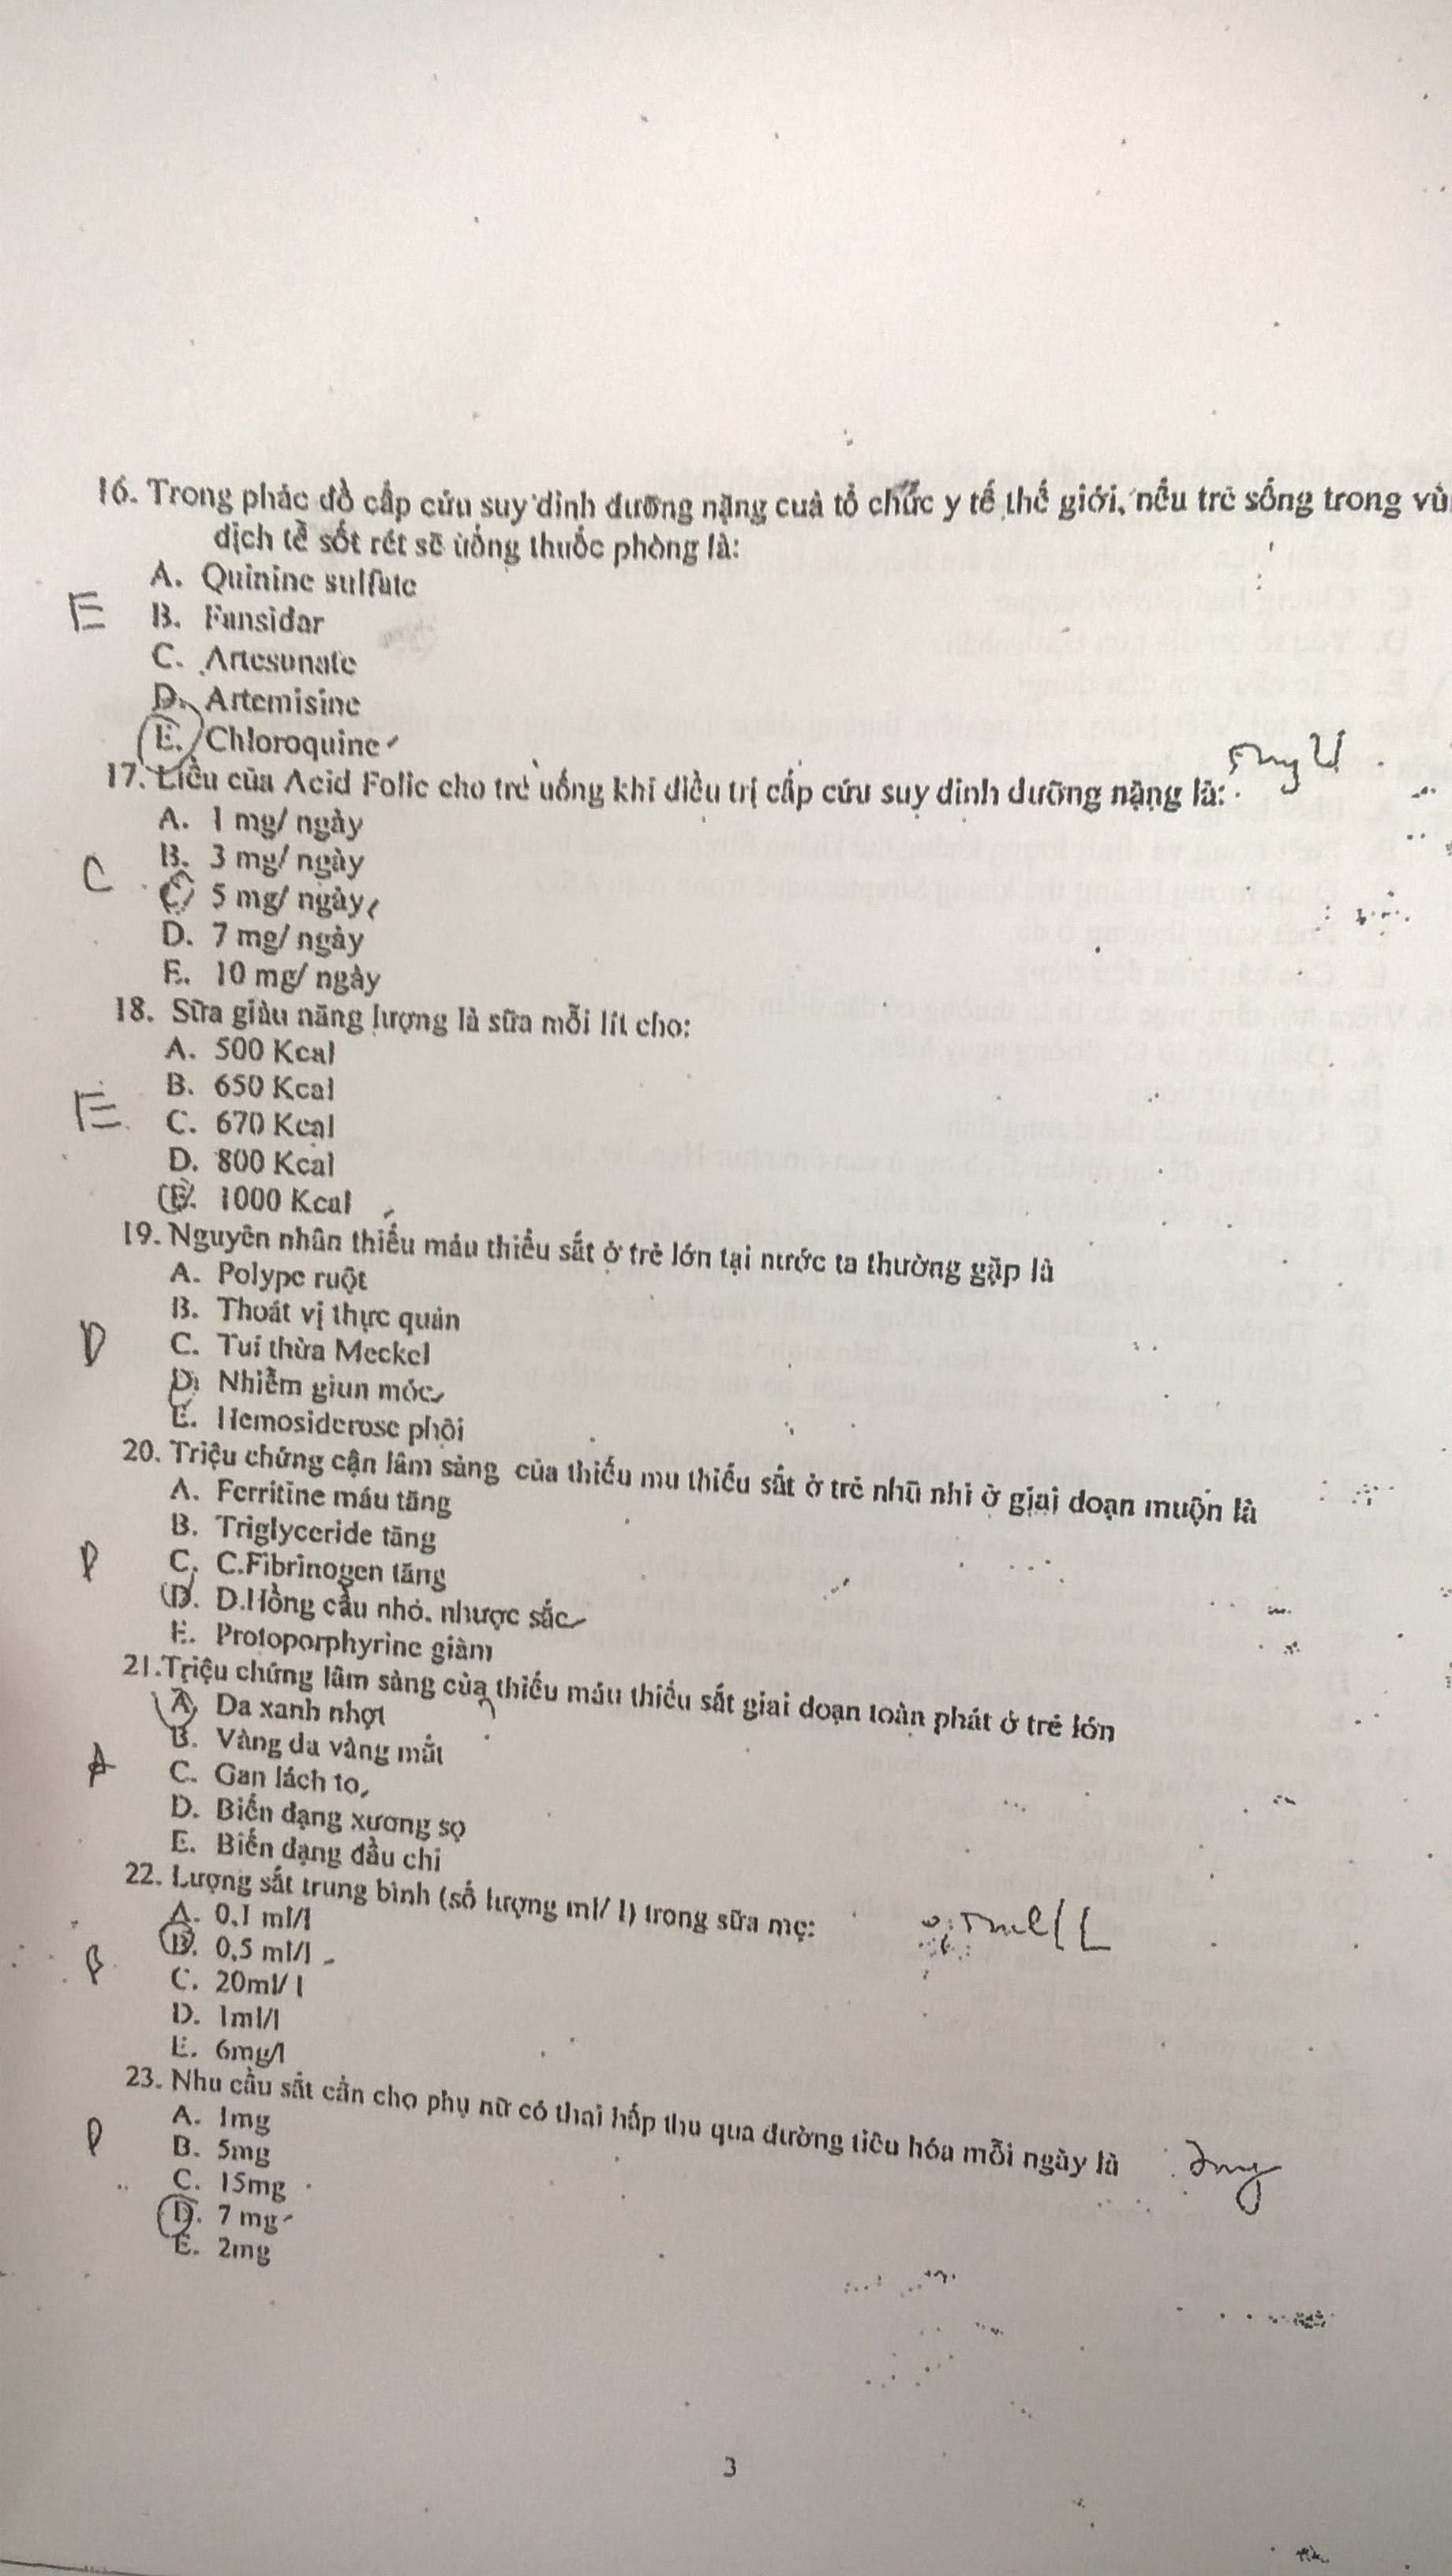 16. Trong phác đồ cấp cứu suy dinh dưỡng nặng cuả tổ chức y tế thế giới, nếu trẻ sống trong
dịch tễ sốt rét sẽ uống thuốc phòng là:
A. Quinine sulfate
E B. Fansidar
C. Artesunate
D. Artemisine
E. Chloroquine
17. Liều của Acid Folic cho trẻ uống khi điều trị cấp cứu suy dinh dưỡng nặng là:
A. 1 mg/ ngày
B. 3 mg/ ngày
C C. 5 mg/ ngày
D. 7 mg/ ngày
E. 10 mg/ ngày
18. Sữa giàu năng lượng là sữa mỗi lít cho:
A. 500 Kcal
B. 650 Kcal
E C. 670 Kcal
D. 800 Kcal
E. 1000 Kcal
19. Nguyên nhân thiếu máu thiếu sắt ở trẻ lớn tại nước ta thường gặp là
A. Polype ruột
B. Thoát vị thực quản
D C. Tuí thừa Meckel
D. Nhiễm giun móc
E. Hemosiderose phổi
20. Triệu chứng cận lâm sàng của thiếu mu thiếu sắt ở trẻ nhũ nhi ở giai đoạn muộn là
A. Ferritine máu tăng
B. Triglyceride tăng
D C. C.Fibrinogen tăng
D. D.Hồng cầu nhỏ. nhược sắc
E. Protoporphyrine giảm
21.Triệu chứng lâm sàng của thiếu máu thiếu sắt giai đoạn toàn phát ở trẻ lớn
A. Da xanh nhợt
B. Vàng da vàng mắt
A C. Gan lách to
D. Biến dạng xương sọ
E. Biến dạng đầu chi
22. Lượng sắt trung bình (số lượng ml/ l) trong sữa mẹ:
A. 0,1 ml/l
B. 0,5 ml/l
B C. 20ml/ l
D. 1ml/l
E. 6mg/l
23. Nhu cầu sắt cần cho phụ nữ có thai hấp thu qua đường tiêu hóa mỗi ngày là
A. 1mg
D B. 5mg
C. 15mg
D. 7 mg
E. 2mg
3